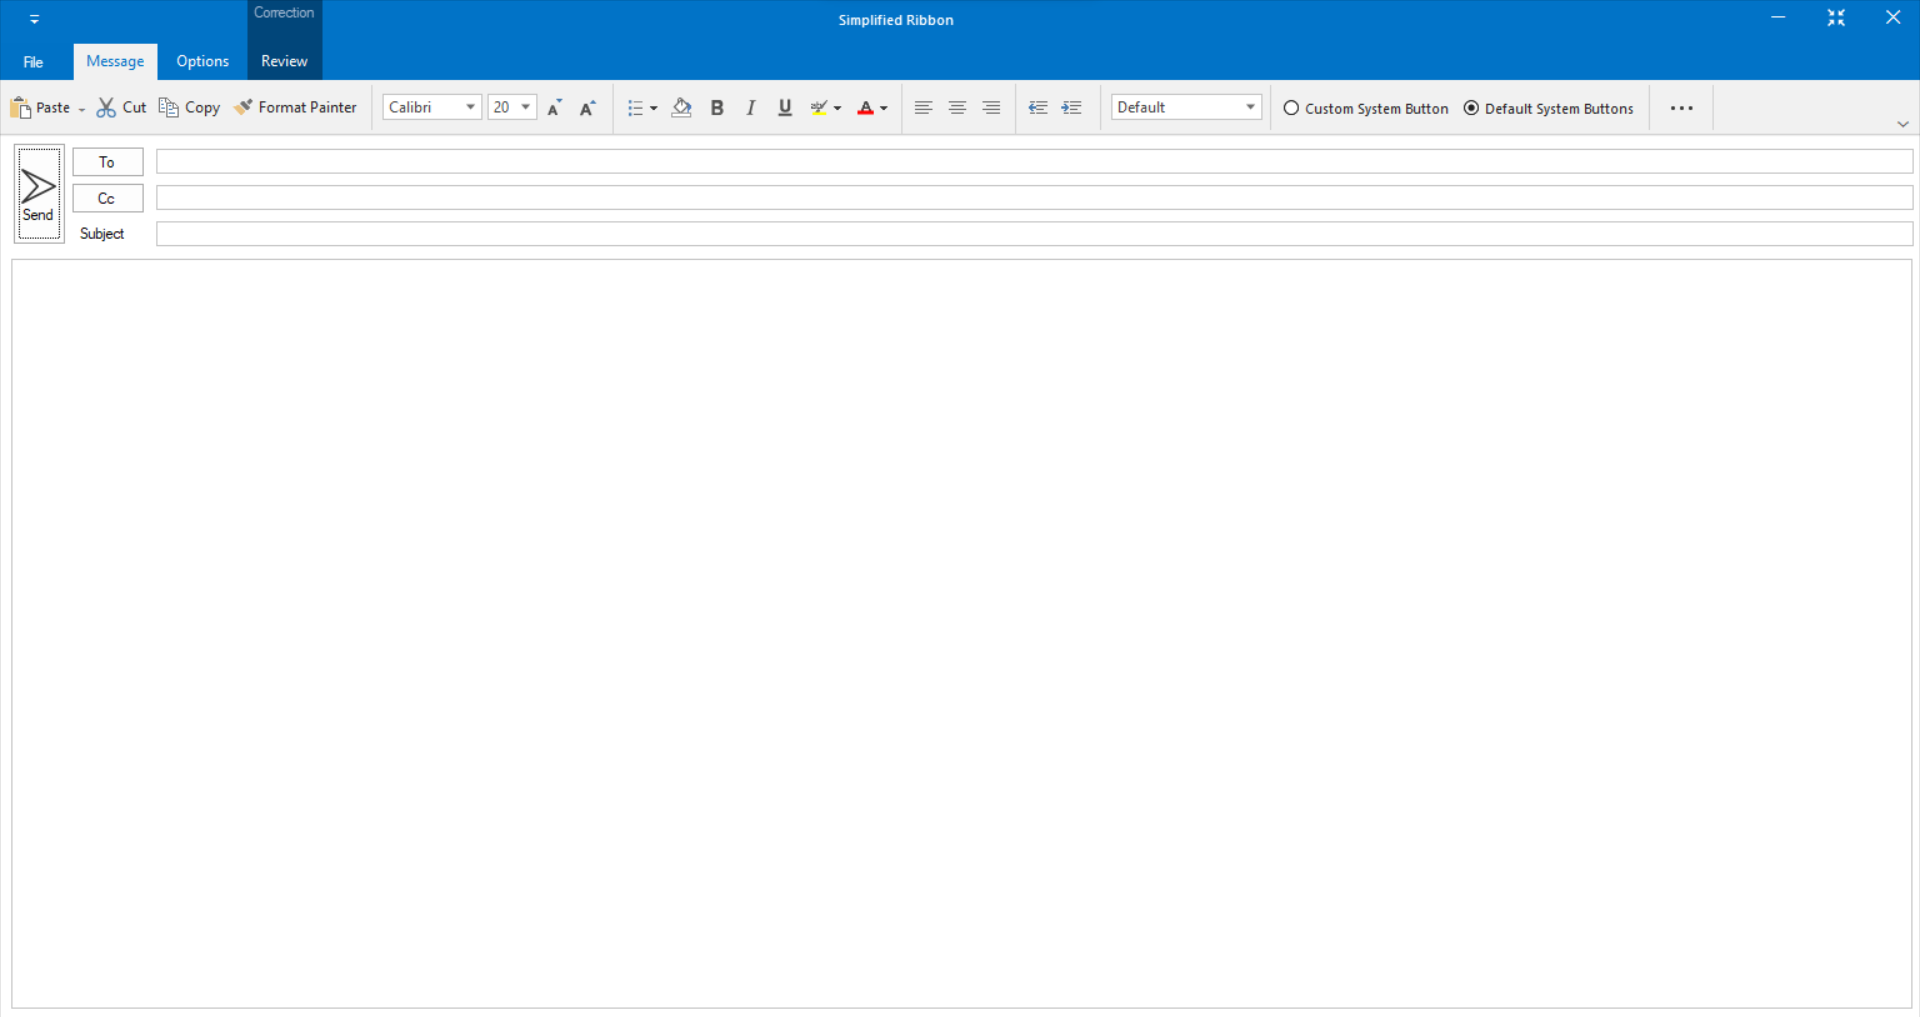 Correction
Simplified Ribbon
File Message Options Review
Paste Cut Copy Format Painter Calibri 20 A A B I U ab A Default Custom System Button Default System Buttons
Send
To
Cc
Subject